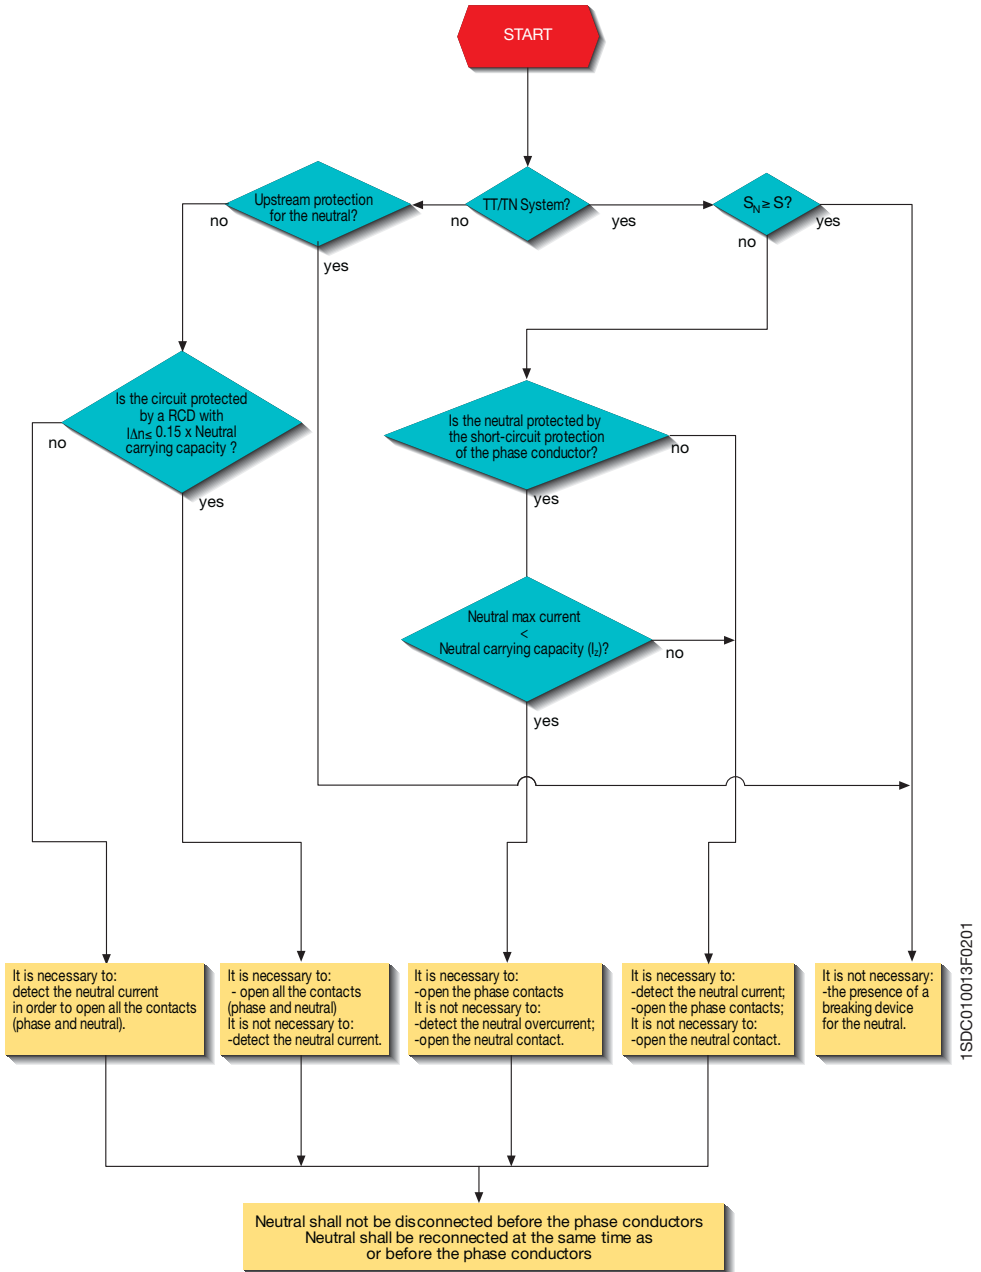 START
Upstream protection
for the neutral?
TT/TN System?
SN ≥ S?
no
no
yes
yes
no
yes
Is the circuit protected
by a RCD with
IΔn≤ 0.15 x Neutral
carrying capacity ?
no
yes
Is the neutral protected by
the short-circuit protection
of the phase conductor?
no
yes
Neutral max current
<
Neutral carrying capacity (Iz)?
no
yes
It is necessary to:
detect the neutral current
in order to open all the contacts
(phase and neutral).
It is necessary to:
- open all the contacts
(phase and neutral)
It is not necessary to:
-detect the neutral current.
It is necessary to:
-open the phase contacts
It is not necessary to:
-detect the neutral overcurrent;
-open the neutral contact.
It is necessary to:
-detect the neutral current;
-open the phase contacts;
It is not necessary to:
-open the neutral contact.
It is not necessary:
-the presence of a
breaking device
for the neutral.
1SDC010013F0201
Neutral shall not be disconnected before the phase conductors
Neutral shall be reconnected at the same time as
or before the phase conductors